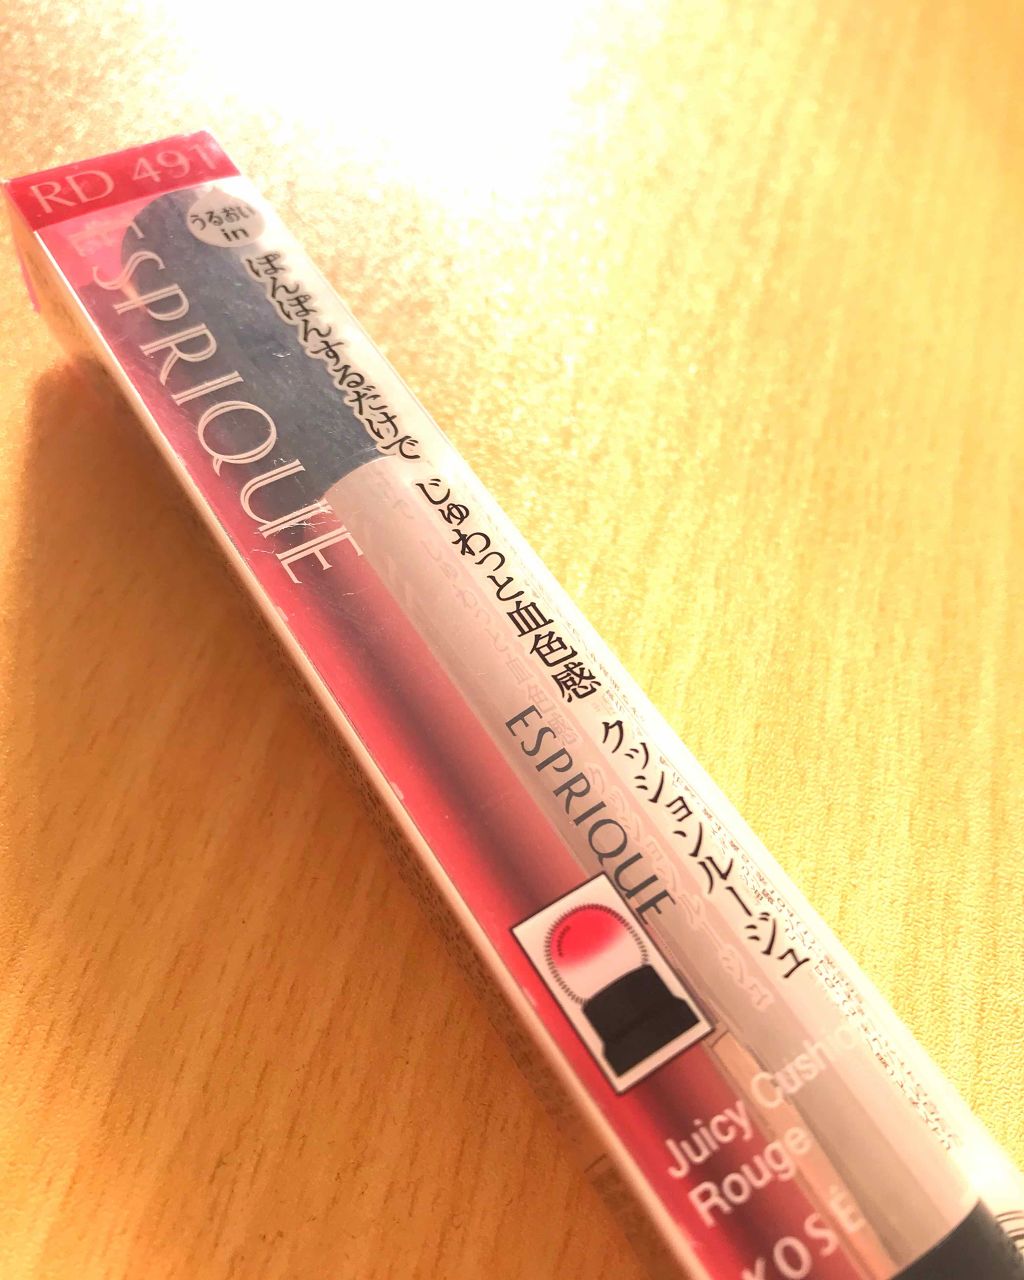 RD 491
ESPRIQUE
うるおい
in
ぽんぽんするだけで じゅわっと血色感 クッションルージュ
ESPRIQUE
Juicy Cushion
Rouge
KOSÉ